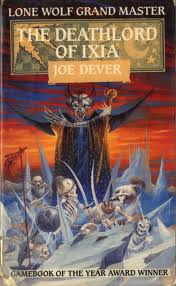 LONE WOLF GRAND MASTER
THE DEATHLORD
OF IXIA
JOE DEVER
GAMEBOOK OF THE YEAR AWARD WINNER